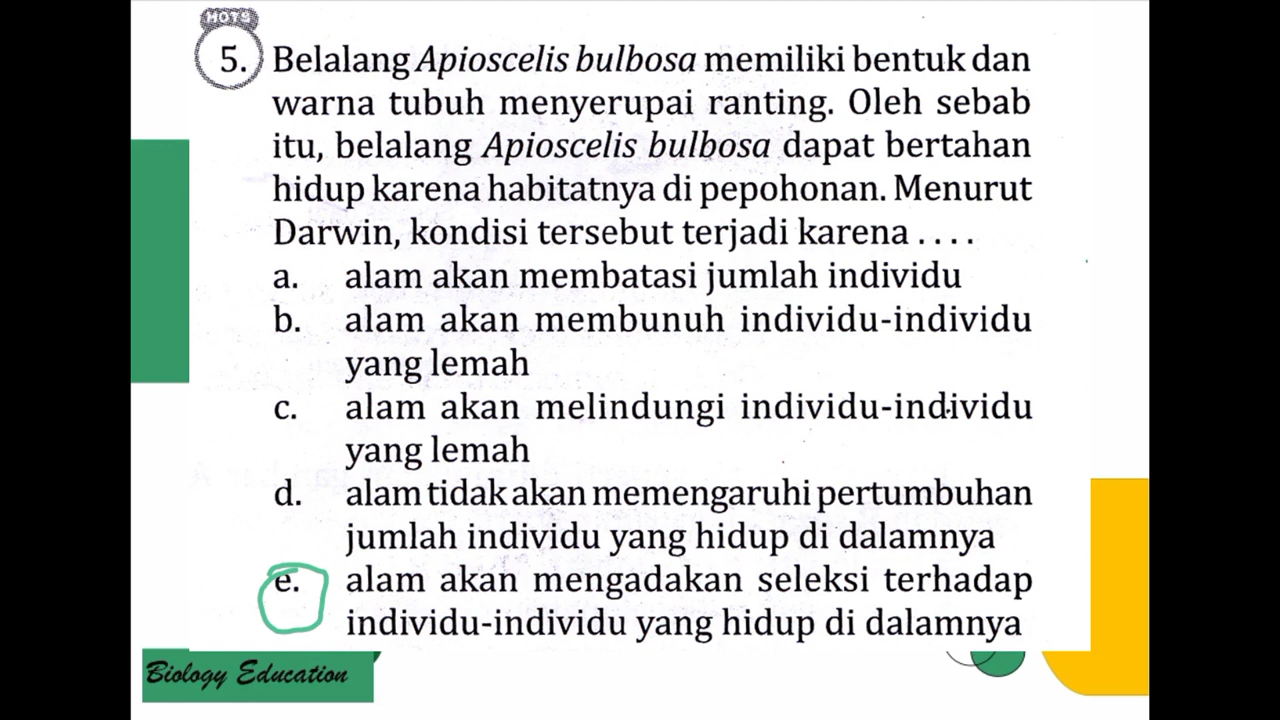 HOTS
5. Belalang Apioscelis bulbosa memiliki bentuk dan
warna tubuh menyerupai ranting. Oleh sebab
itu, belalang Apioscelis bulbosa dapat bertahan
hidup karena habitatnya di pepohonan. Menurut
Darwin, kondisi tersebut terjadi karena . . . .
a. alam akan membatasi jumlah individu
b. alam akan membunuh individu-individu
yang lemah
c. alam akan melindungi individu-individu
yang lemah
d. alam tidak akan memengaruhi pertumbuhan
jumlah individu yang hidup di dalamnya
e. alam akan mengadakan seleksi terhadap
individu-individu yang hidup di dalamnya
Biology Education